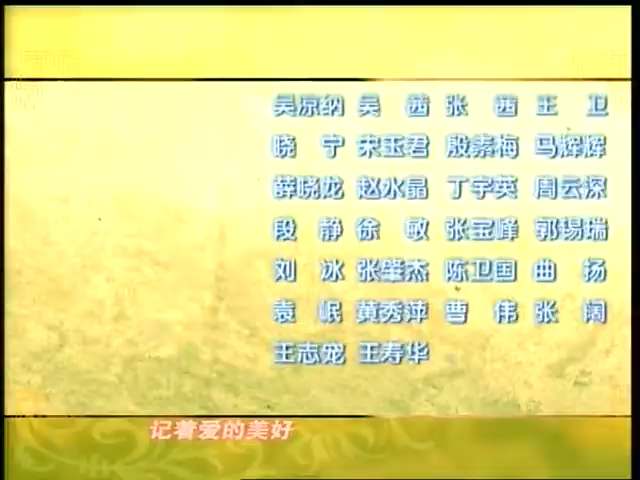 吴凉纳 吴 茜 张 茜 王 卫
晓 宁 宋玉君 殷素梅 马辉辉
薛晓龙 赵水晶 丁宇英 周云深
段 静 徐 敏 张宝峰 郭锡瑞
刘 冰 张肇杰 陈卫国 曲 扬
袁 岷 黄秀萍 曹 伟 张 阔
王志宠 王寿华
记着爱的美好